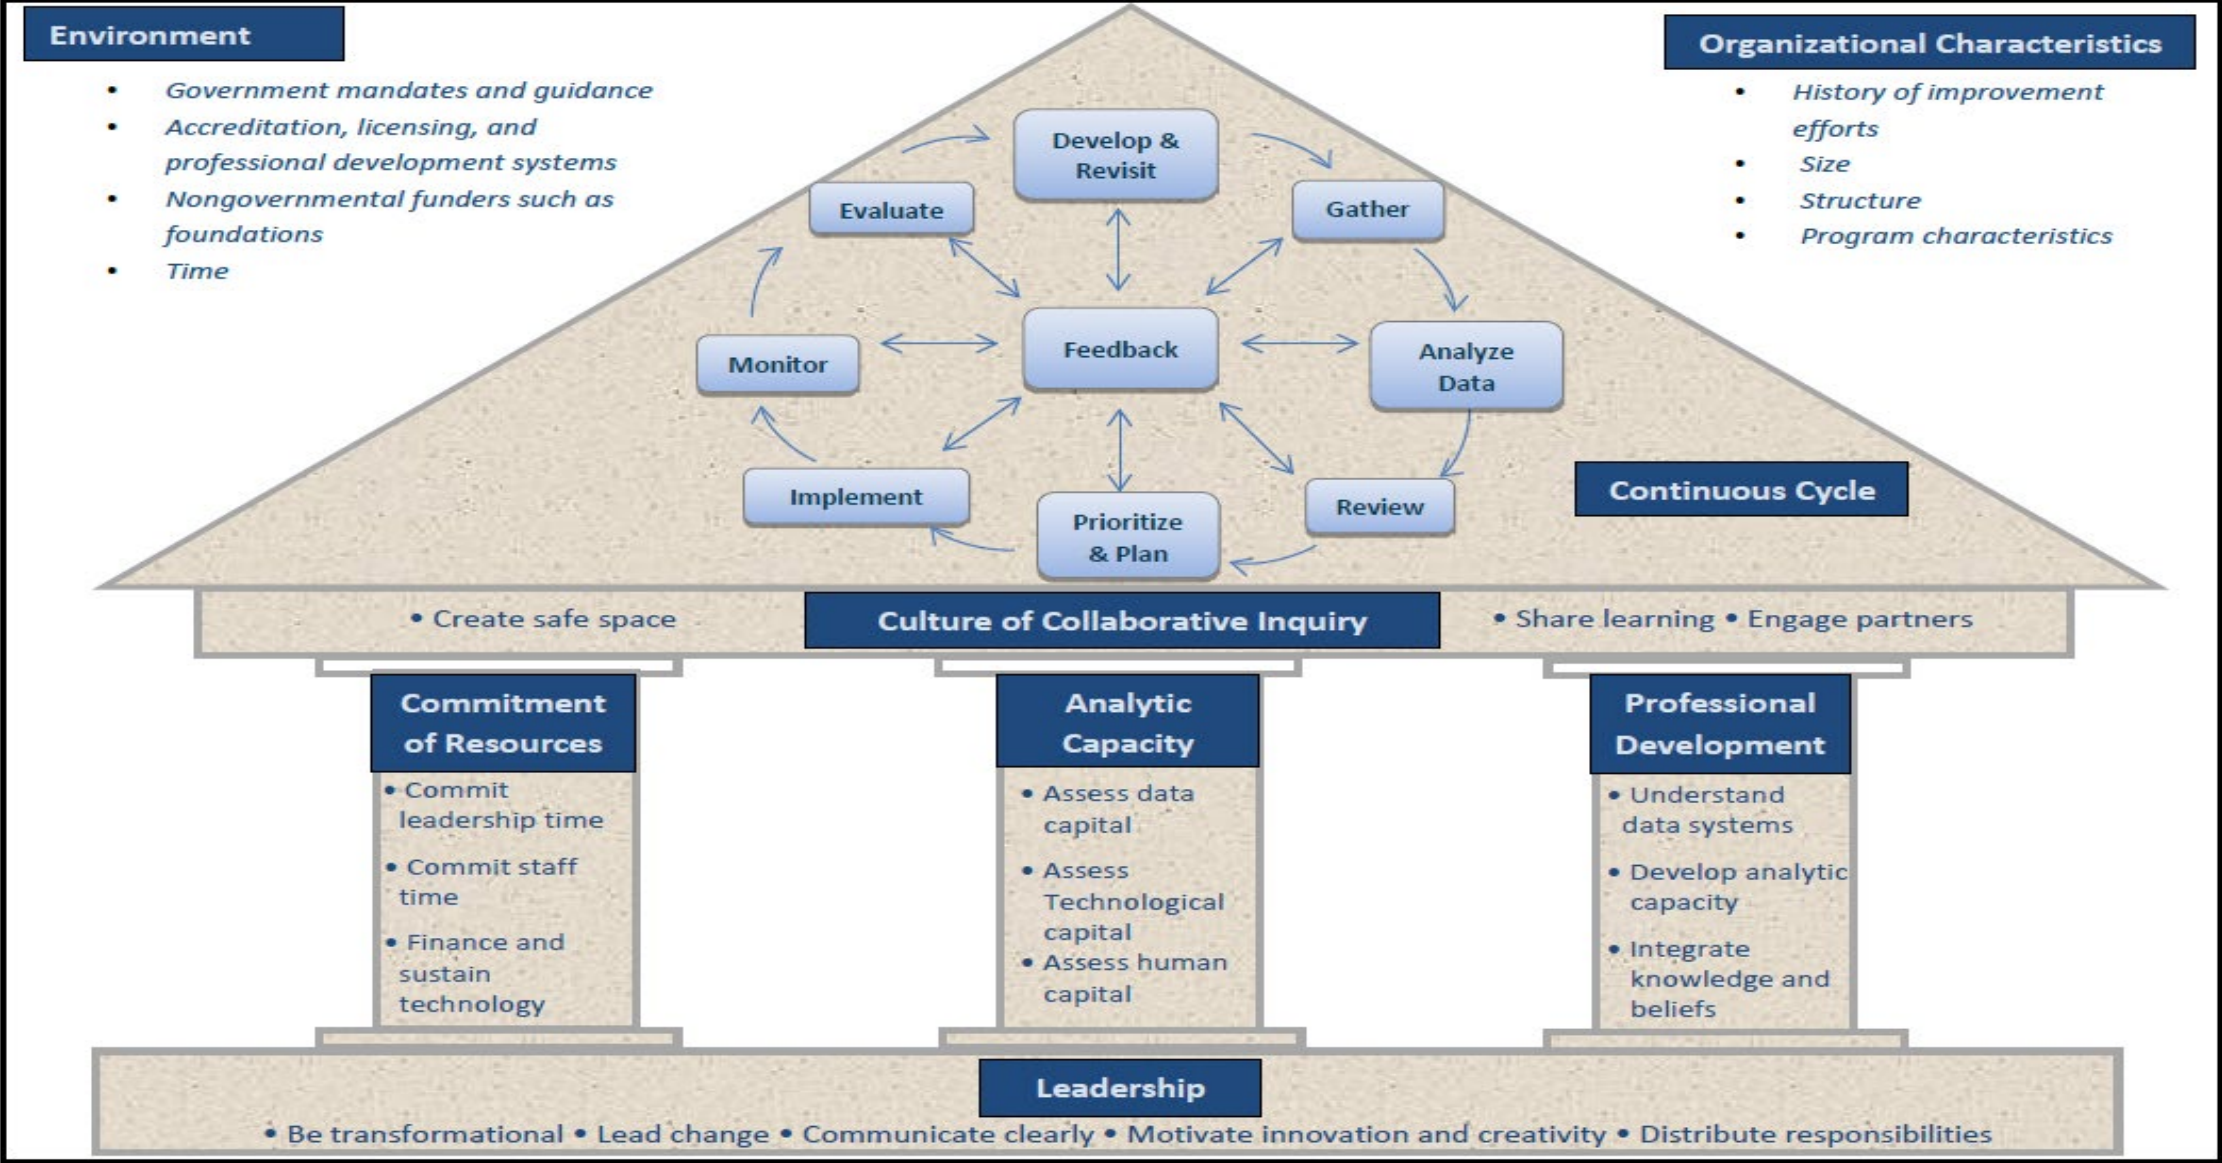 Environment
• Government mandates and guidance
• Accreditation, licensing, and
professional development systems
• Nongovernmental funders such as
foundations
• Time
Organizational Characteristics
• History of improvement
efforts
• Size
• Structure
• Program characteristics
Develop &
Revisit
Gather
Analyze
Data
Review
Prioritize
& Plan
Implement
Monitor
Evaluate
Feedback
Continuous Cycle
• Create safe space
Culture of Collaborative Inquiry
• Share learning • Engage partners
Commitment
of Resources
• Commit
leadership time
• Commit staff
time
• Finance and
sustain
technology
Analytic
Capacity
• Assess data
capital
• Assess
Technological
capital
• Assess human
capital
Professional
Development
• Understand
data systems
• Develop analytic
capacity
• Integrate
knowledge and
beliefs
Leadership
• Be transformational • Lead change • Communicate clearly • Motivate innovation and creativity • Distribute responsibilities